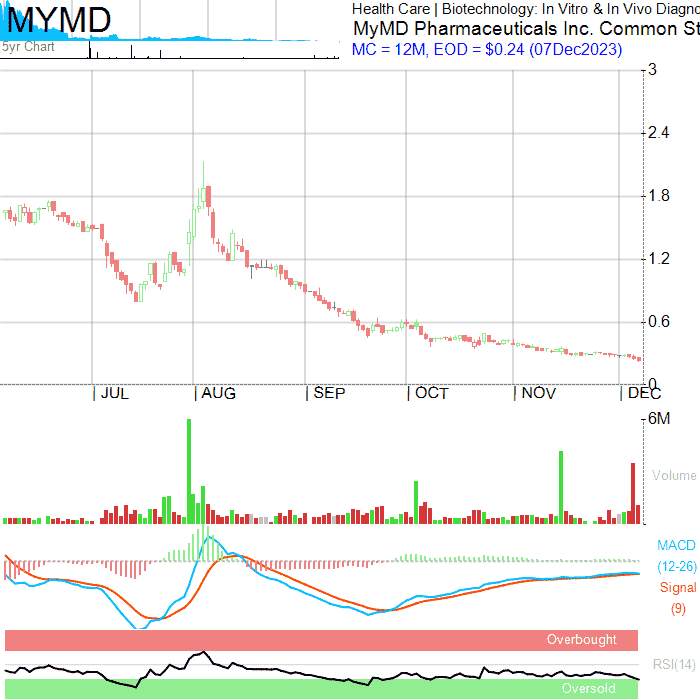 MYMD
5yr Chart
Health Care | Biotechnology: In Vitro & In Vivo Diagno
MyMD Pharmaceuticals Inc. Common St
MC = 12M, EOD = $0.24 (07Dec2023)
3
2.4
1.8
1.2
0.6
0
JUL AUG SEP OCT NOV DEC
6M
Volume
MACD
(12-26)
Signal
(9)
Overbought
RSI(14)
Oversold